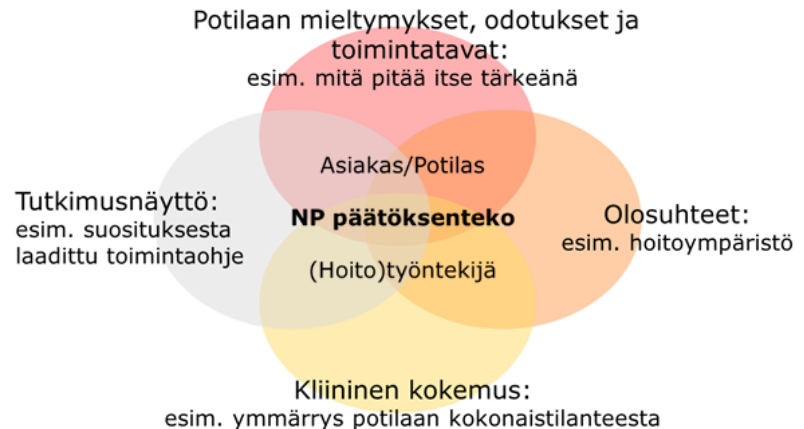 Potilaan mieltymykset, odotukset ja
toimintatavat:
esim. mitä pitää itse tärkeänä
Asiakas/Potilas
Tutkimusnäyttö:
esim. suosituksesta
laadittu toimintaohje
NP päätöksenteko
(Hoito)työntekijä
Olosuhteet:
esim. hoitoympäristö
Kliininen kokemus:
esim. ymmärrys potilaan kokonaistilanteesta